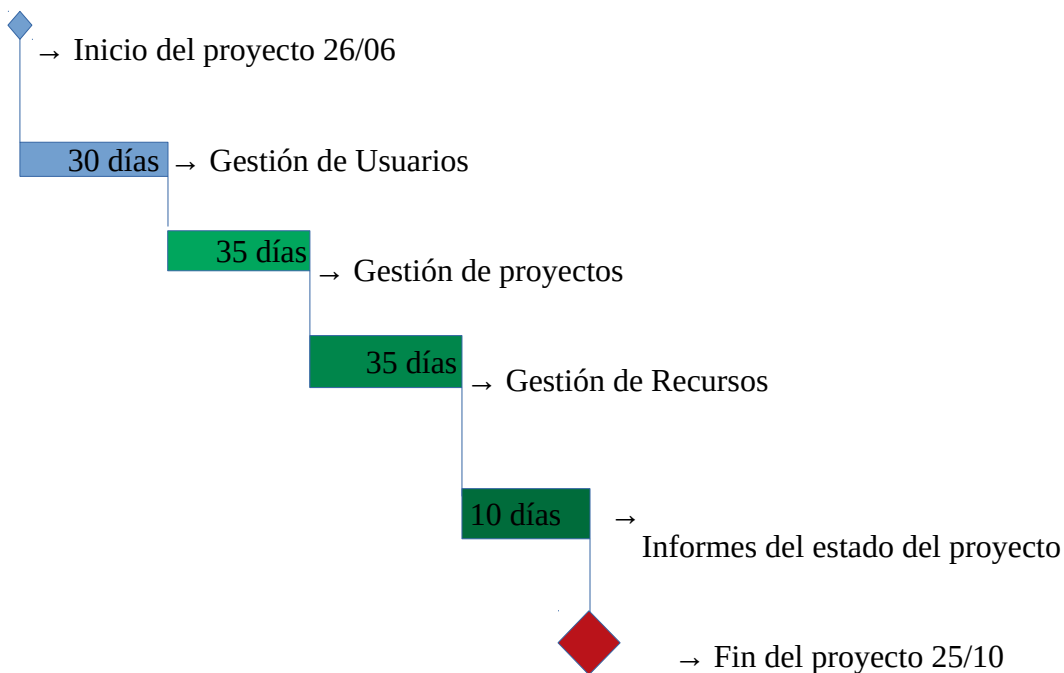 → Inicio del proyecto 26/06
30 días → Gestión de Usuarios
35 días
→ Gestión de proyectos
35 días
→ Gestión de Recursos
10 días →
Informes del estado del proyecto
→ Fin del proyecto 25/10